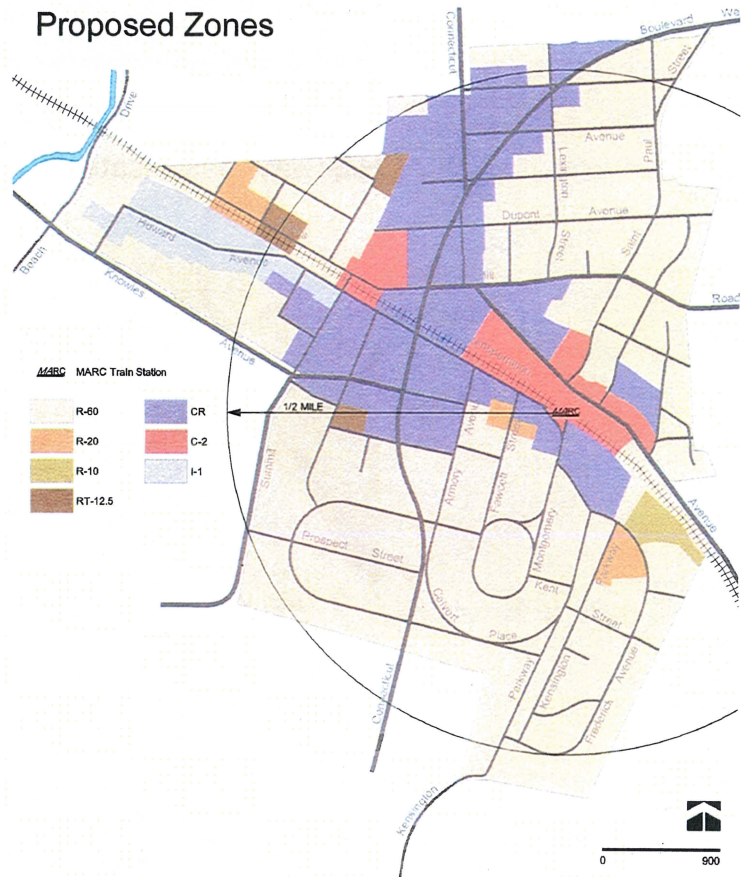 Proposed Zones
Connecticut
Boulevard
Street
Drive
Beach
Avenue
Lexington
Street
Paul
Saint
Dupont Avenue
Howard
Avenue
Knowles
Avenue
Road
MARC MARC Train Station
R-60
R-20
R-10
RT-12.5
CR
C-2
I-1
1/2 MILE
MARC
Summit
Armory
Avenue
Fawcett
Street
Montgomery
Avenue
Prospect Street
Kent
Street
Parkway
Calvert
Place
Parkway
Kensington
Frederick
Avenue
Connecticut
Kensington
0 900